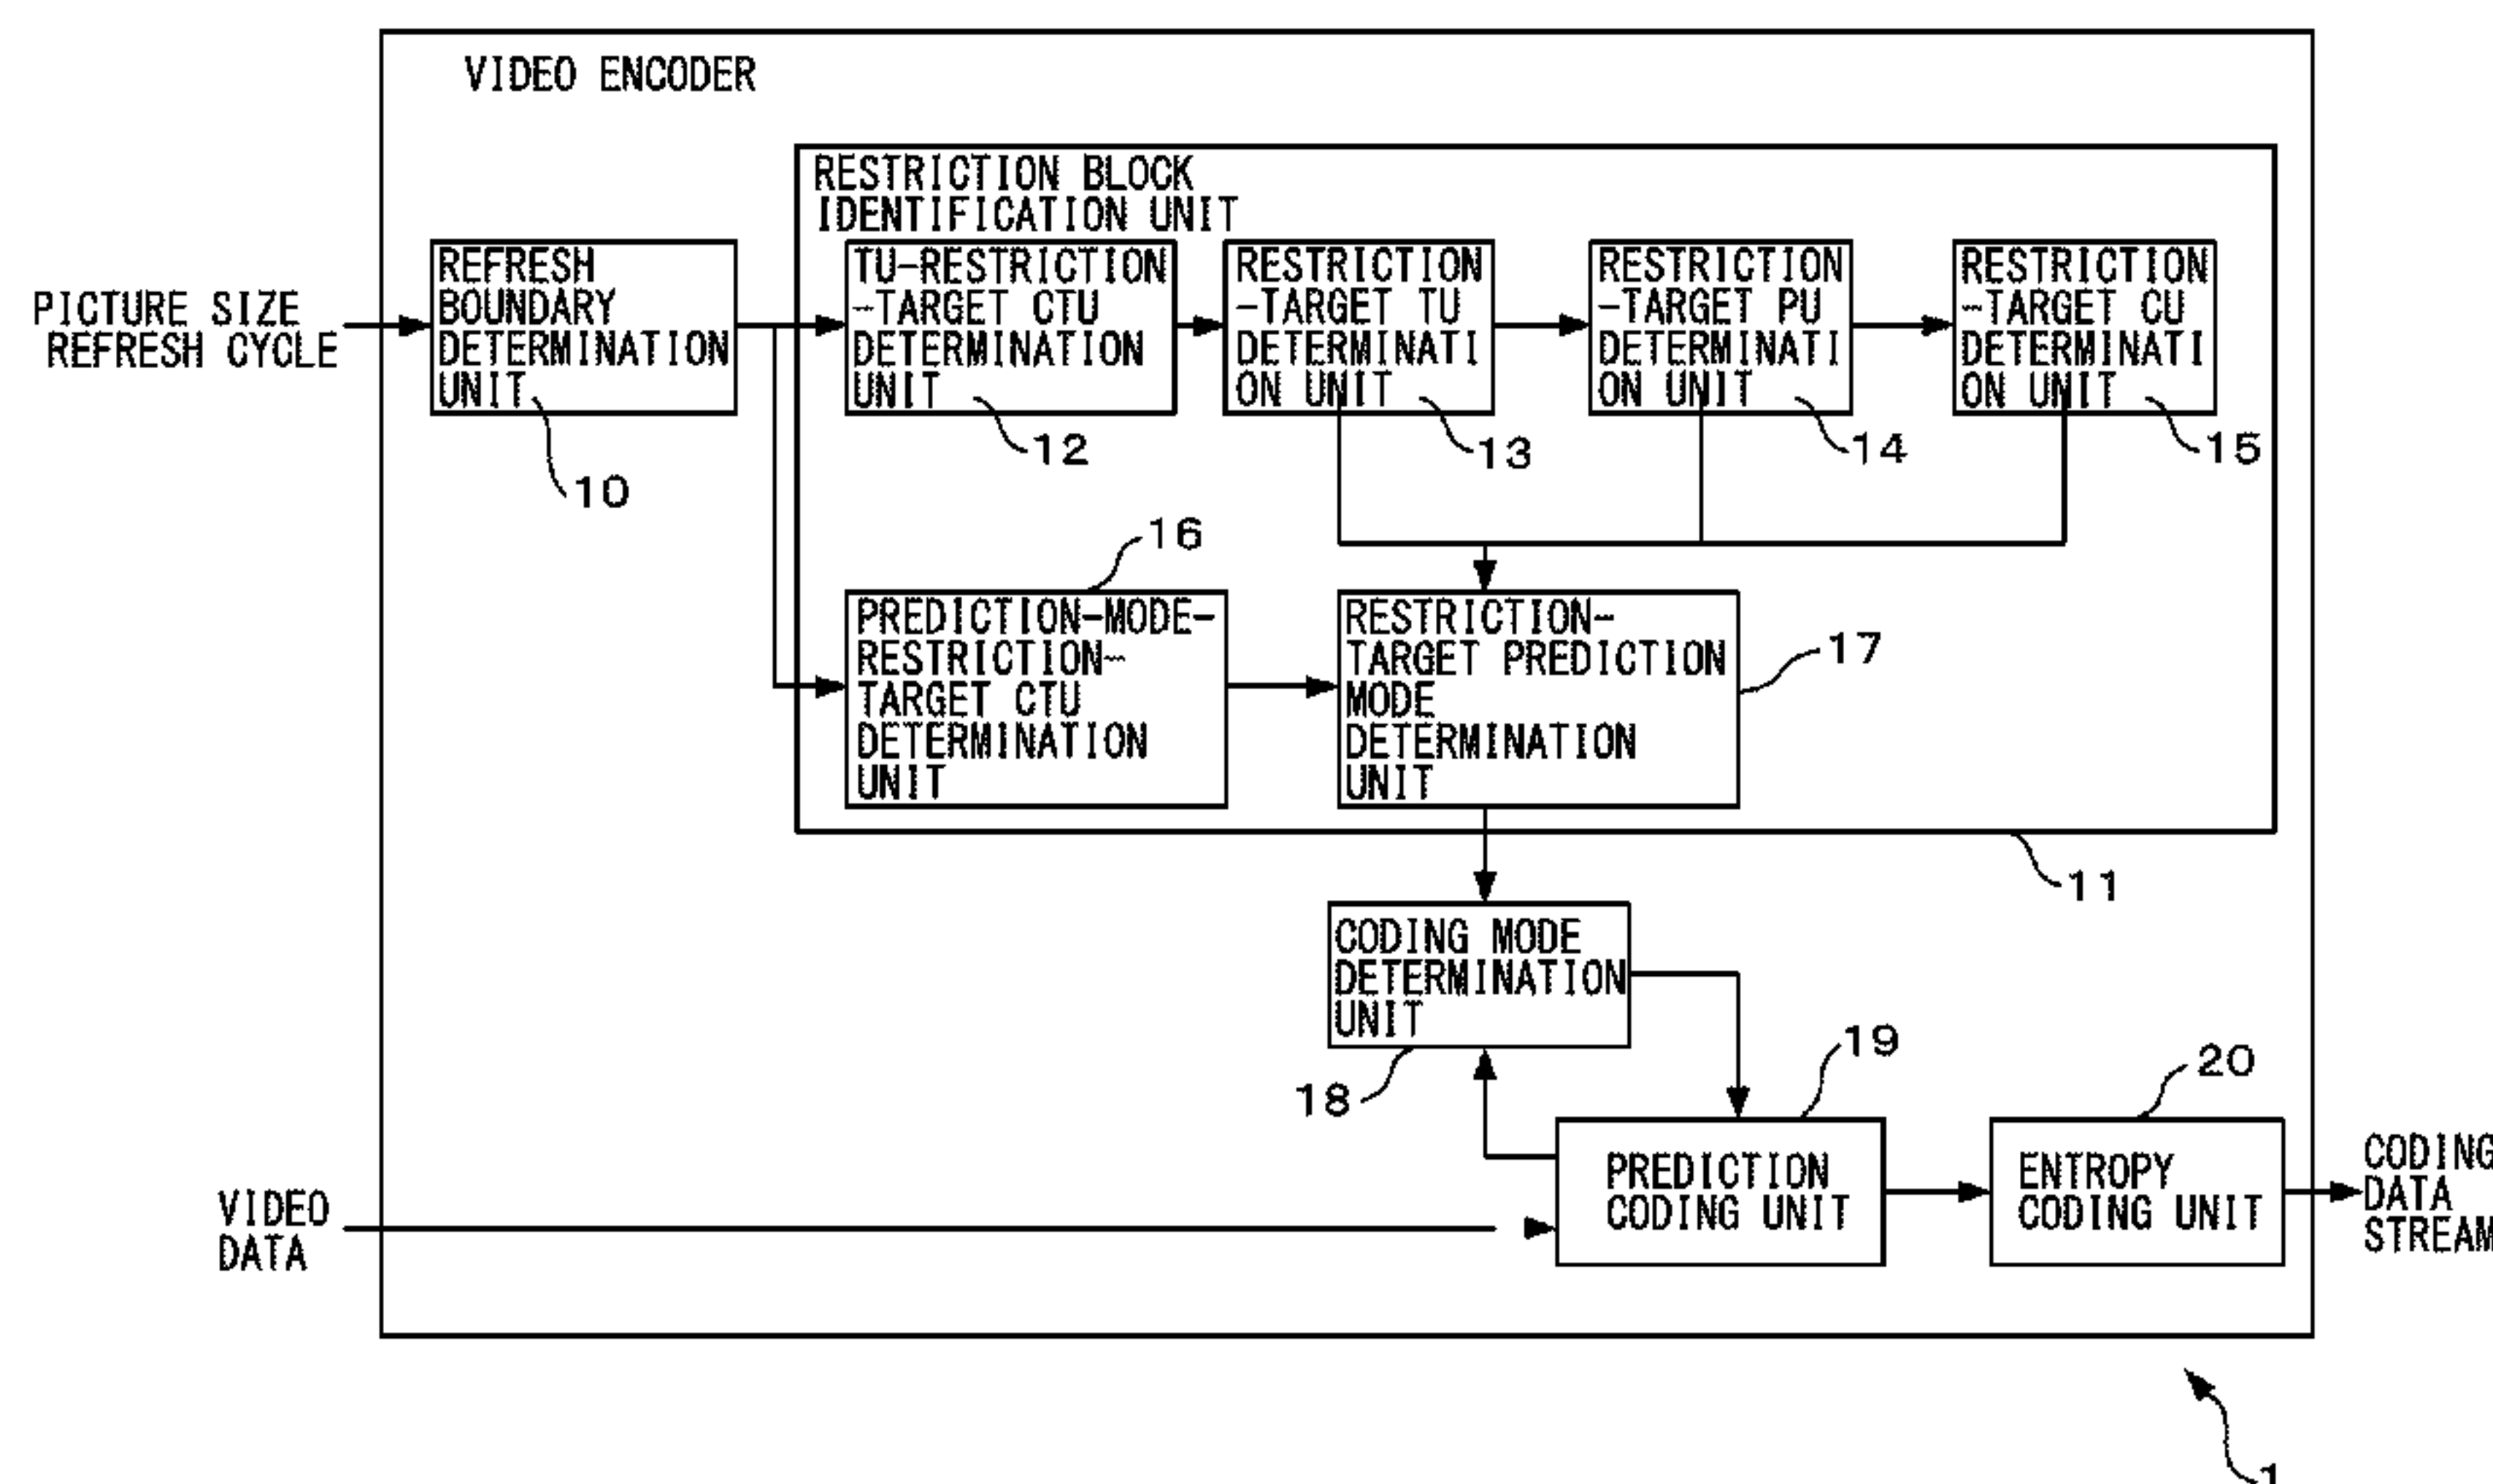 VIDEO ENCODER
RESTRICTION BLOCK
IDENTIFICATION UNIT
PICTURE SIZE
REFRESH CYCLE
REFRESH
BOUNDARY
DETERMINATION
UNIT
10
TU-RESTRICTION
-TARGET CTU
DETERMINATION
UNIT
12
RESTRICTION
-TARGET TU
DETERMINATI
ON UNIT
13
RESTRICTION
-TARGET PU
DETERMINATI
ON UNIT
14
RESTRICTION
-TARGET CU
DETERMINATI
ON UNIT
15
16
PREDICTION-MODE-
RESTRICTION-
TARGET CTU
DETERMINATION
UNIT
RESTRICTION-
TARGET PREDICTION
MODE
DETERMINATION
UNIT
17
11
CODING MODE
DETERMINATION
UNIT
18
19
20
VIDEO
DATA
PREDICTION
CODING UNIT
ENTROPY
CODING UNIT
CODING
DATA
STREAM
1